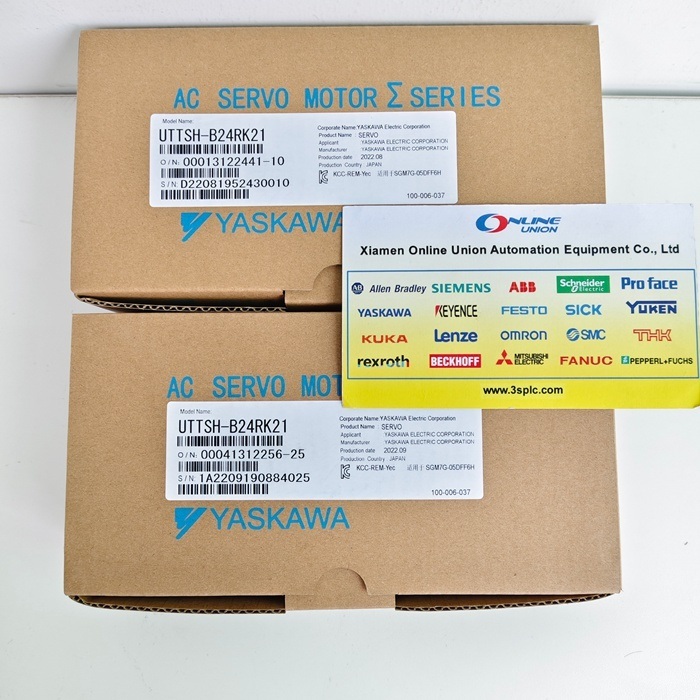 AC SERVO MOTOR Σ SERIES
Model Name:
UTTSH-B24RK21
O/N: 00013122441-10
S/N: D22081952430010
Corporate Name: YASKAWA Electric Corporation
Product Name : SERVO
Applicant YASKAWA ELECTRIC CORPORATION
Manufacturer YASKAWA ELECTRIC CORPORATION
Production date 2022.08
Production : Country : JAPAN
KCC-REM-Yec 适用于 SGM7G-05DFF6H
100-006-037
YASKAWA
ONLINE
UNION
Xiamen Online Union Automation Equipment Co., Ltd
AB Allen Bradley SIEMENS ABB Schneider Electric Pro face
YASKAWA KEYENCE FESTO SICK YUKEN
KUKA Lenze OMRON SMC THK
rexroth BECKHOFF MITSUBISHI ELECTRIC FANUC PEPPERL+FUCHS
www.3splc.com
AC SERVO MOT
Model Name:
UTTSH-B24RK21
O/N: 00041312256-25
S/N: 1A2209190884025
Corporate Name: YASKAWA Electric Corporation
Product Name : SERVO
Applicant YASKAWA ELECTRIC CORPORATION
Manufacturer YASKAWA ELECTRIC CORPORATION
Production date 2022.09
Production : Country : JAPAN
KCC-REM-Yec 适用于 SGM7G-05DFF6H
100-006-037
YASKAWA